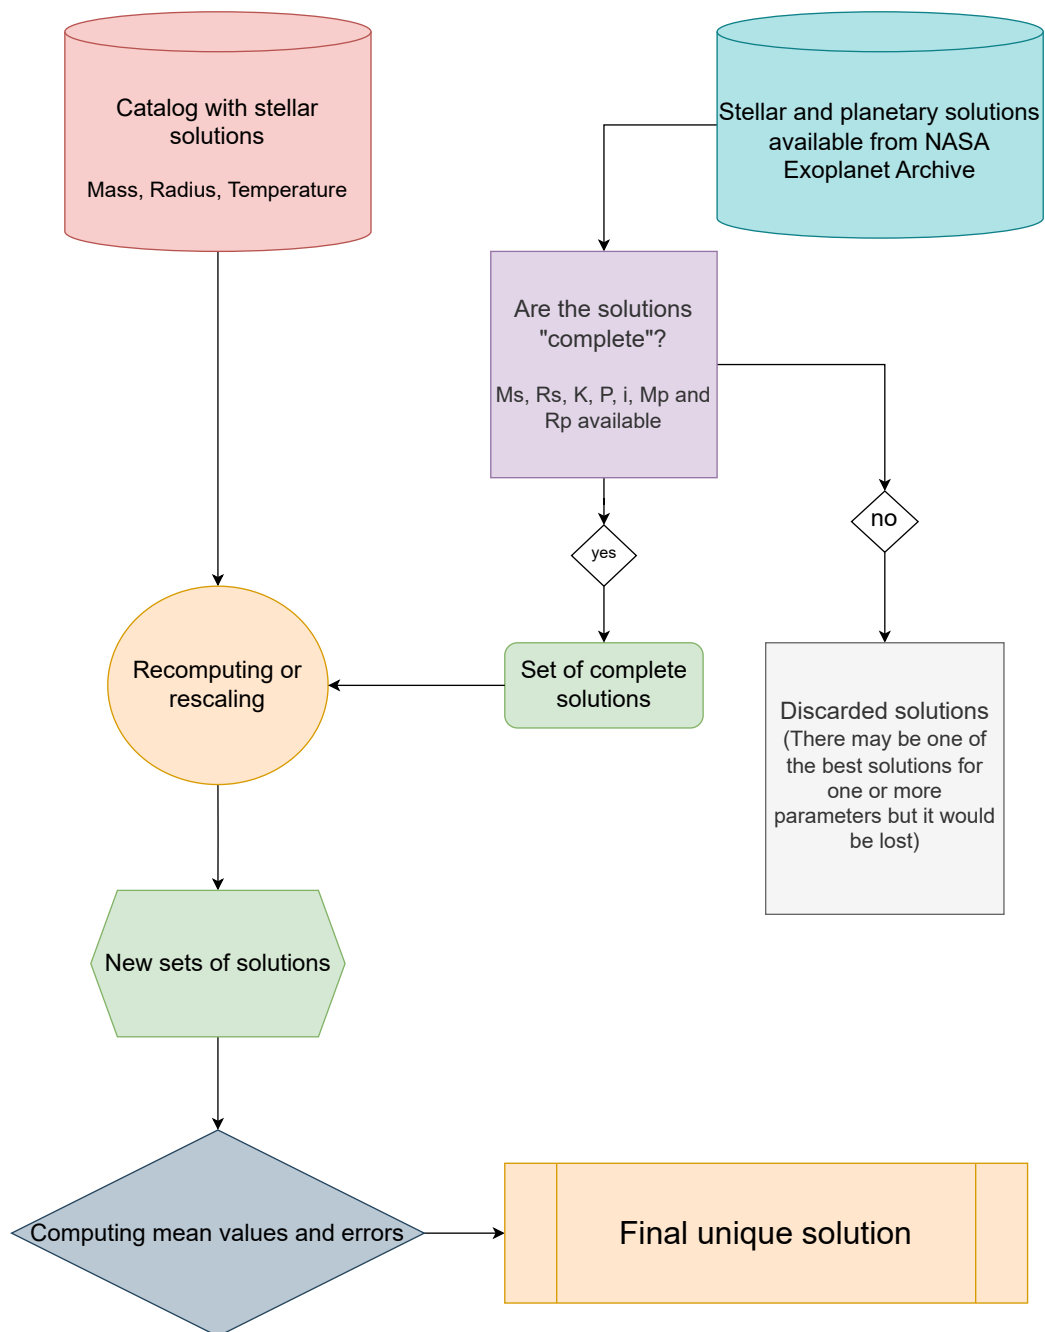 Catalog with stellar
solutions
Mass, Radius, Temperature
Stellar and planetary solutions
available from NASA
Exoplanet Archive
Are the solutions
"complete"?
Ms, Rs, K, P, i, Mp and
Rp available
yes
no
Recomputing or
rescaling
Set of complete
solutions
Discarded solutions
(There may be one of
the best solutions for
one or more
parameters but it would
be lost)
New sets of solutions
Computing mean values and errors
Final unique solution